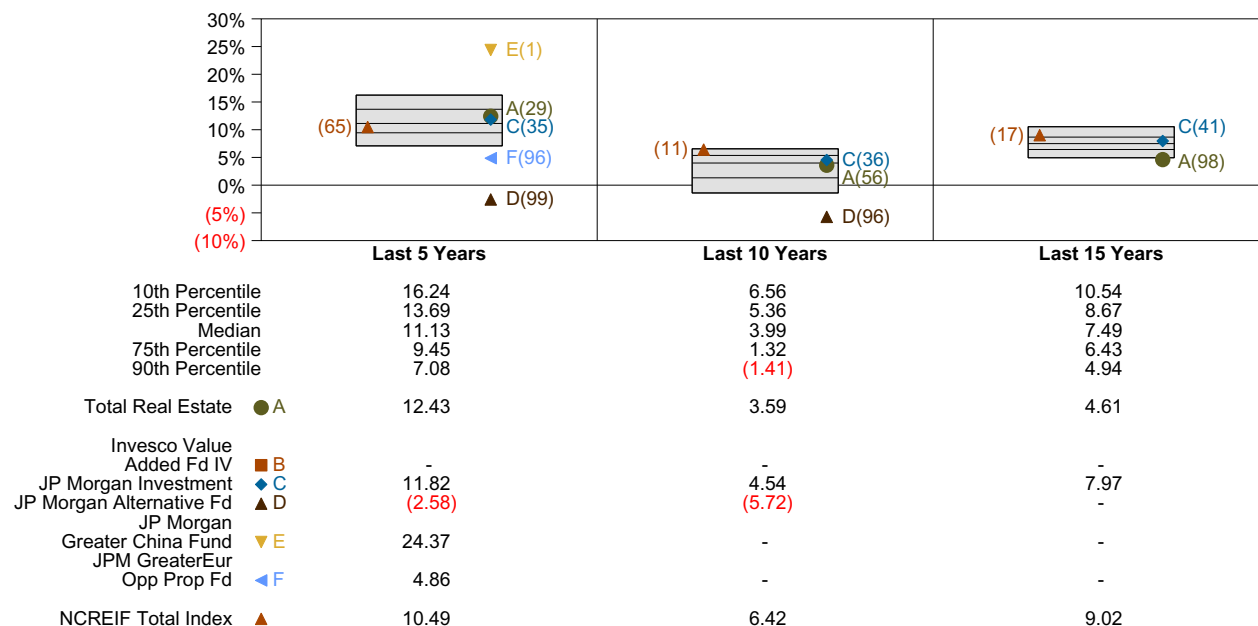 30%
25%
20%
15%
10%
5%
0%
(5%)
(10%)
E(1)
A(29)
(65)
C(35)
F(96)
D(99)
(11)
C(36)
A(56)
D(96)
(17)
C(41)
A(98)
Last 5 Years Last 10 Years Last 15 Years
10th Percentile 16.24 6.56 10.54
25th Percentile 13.69 5.36 8.67
Median 11.13 3.99 7.49
75th Percentile 9.45 1.32 6.43
90th Percentile 7.08 (1.41) 4.94
Total Real Estate A 12.43 3.59 4.61
Invesco Value
Added Fd IV B - - -
JP Morgan Investment C 11.82 4.54 7.97
JP Morgan Alternative Fd D (2.58) (5.72) -
JP Morgan
Greater China Fund E 24.37 - -
JPM GreaterEur
Opp Prop Fd F 4.86 - -
NCREIF Total Index 10.49 6.42 9.02